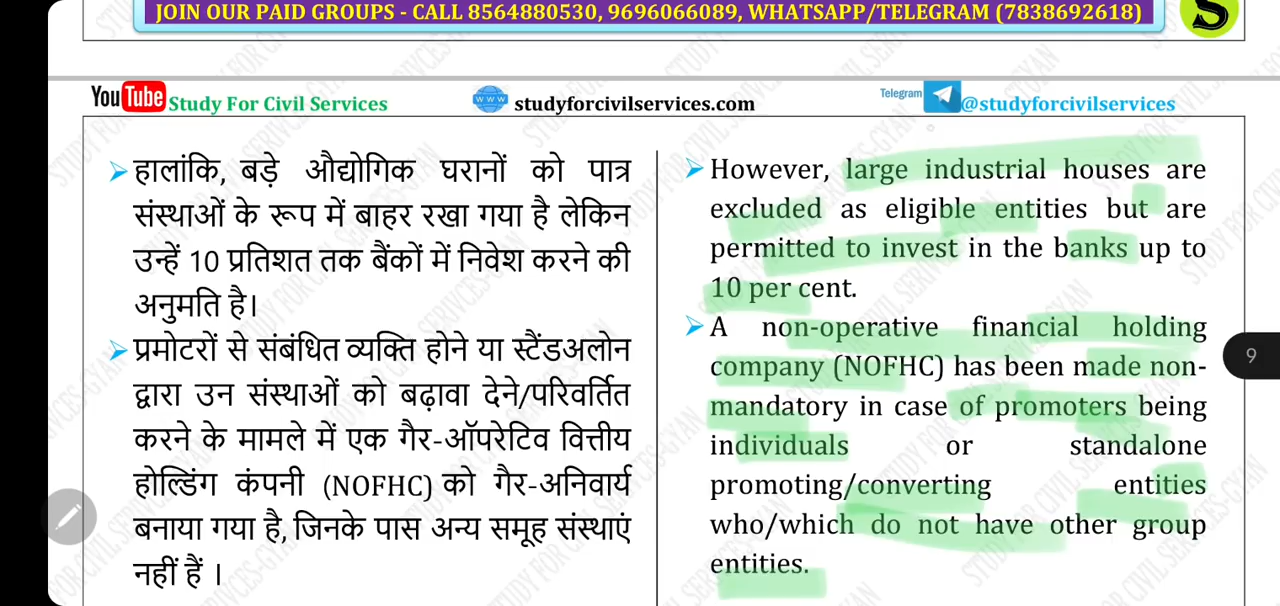 JOIN OUR PAID GROUPS - CALL 8564880530, 9696066089, WHATSAPP/TELEGRAM (7838692618)
S
YouTube Study For Civil Services
WWW studyforcivilservices.com
Telegram @studyforcivilservices
हालांकि, बड़े औद्योगिक घरानों को पात्र
संस्थाओं के रूप में बाहर रखा गया है लेकिन
उन्हें 10 प्रतिशत तक बैंकों में निवेश करने की
अनुमति है।
प्रमोटरों से संबंधित व्यक्ति होने या स्टैंडअलोन
द्वारा उन संस्थाओं को बढ़ावा देने/परिवर्तित
करने के मामले में एक गैर-ऑपरेटिव वित्तीय
होल्डिंग कंपनी (NOFHC) को गैर-अनिवार्य
बनाया गया है, जिनके पास अन्य समूह संस्थाएं
नहीं हैं ।
However, large industrial houses are
excluded as eligible entities but are
permitted to invest in the banks up to
10 per cent.
A non-operative financial holding
company (NOFHC) has been made non-
mandatory in case of promoters being
individuals or standalone
promoting/converting entities
who/which do not have other group
entities.
9